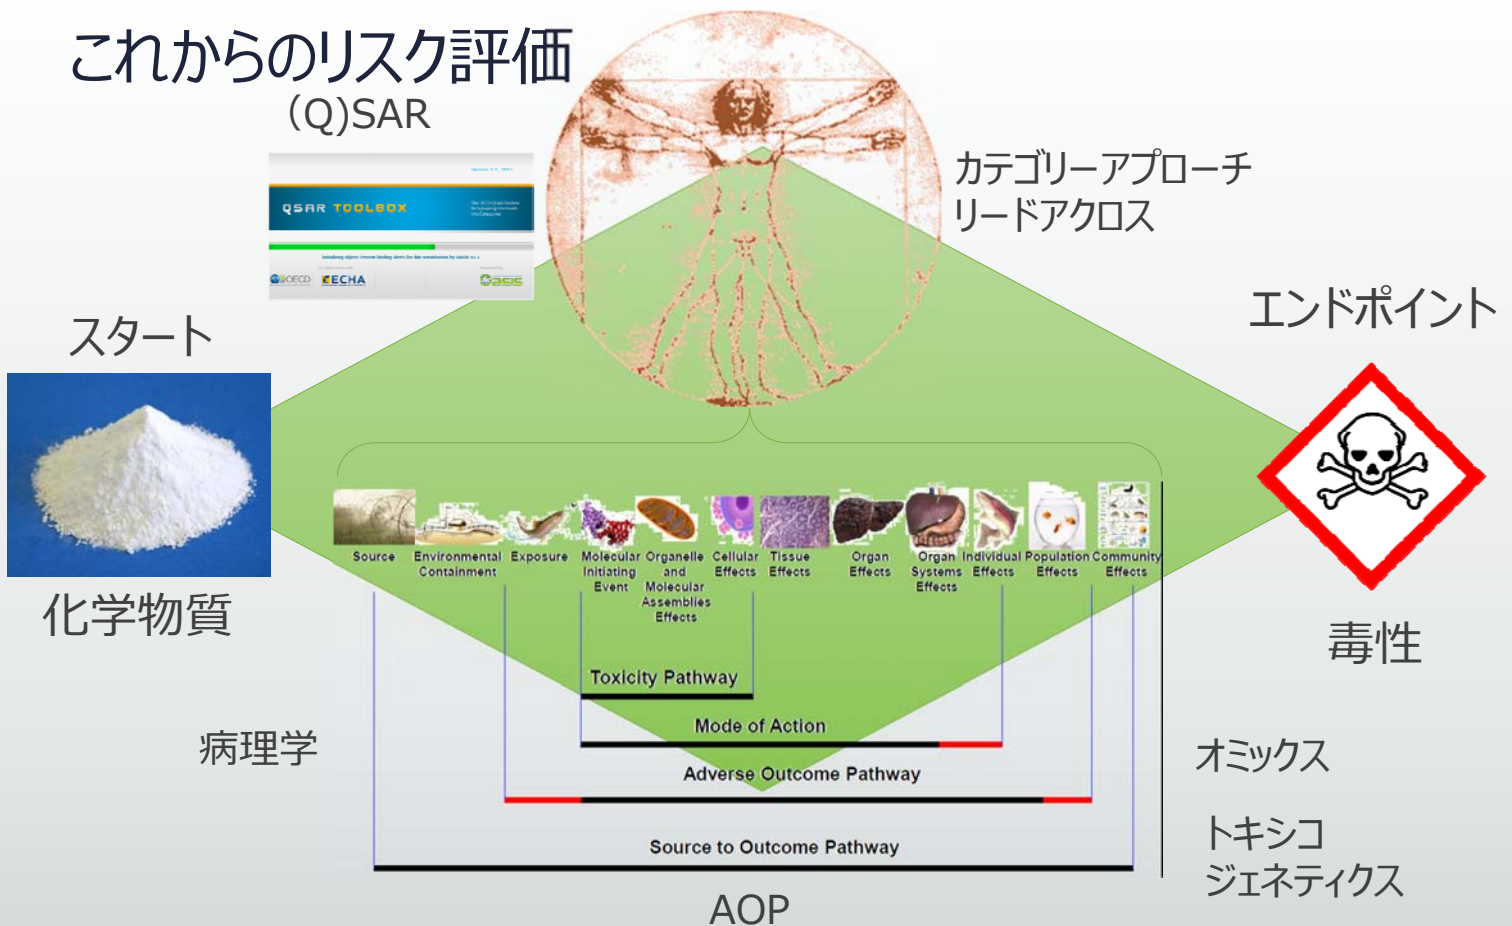 これからのリスク評価
(Q)SAR
QSAR TOOLBOX
OECD
ECHA
Oasis
カテゴリーアプローチ
リードアクロス
スタート
エンドポイント
化学物質
毒性
Source
Environmental
Containment
Exposure
Molecular
Initiating
Event
Organelle
and
Molecular
Assemblies
Effects
Cellular
Effects
Tissue
Effects
Organ
Effects
Organ
Systems
Effects
Individual
Effects
Population
Effects
Community
Effects
Toxicity Pathway
Mode of Action
Adverse Outcome Pathway
Source to Outcome Pathway
病理学
オミックス
トキシコ
ジェネティクス
AOP